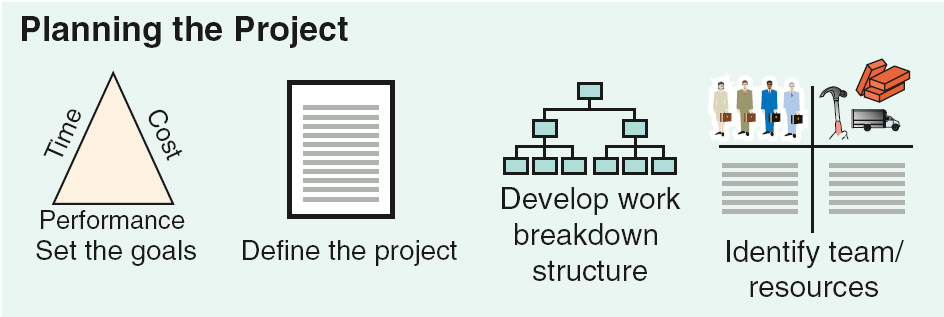 Planning the Project
Time
Cost
Performance
Set the goals
Define the project
Develop work
breakdown
structure
Identify team/
resources